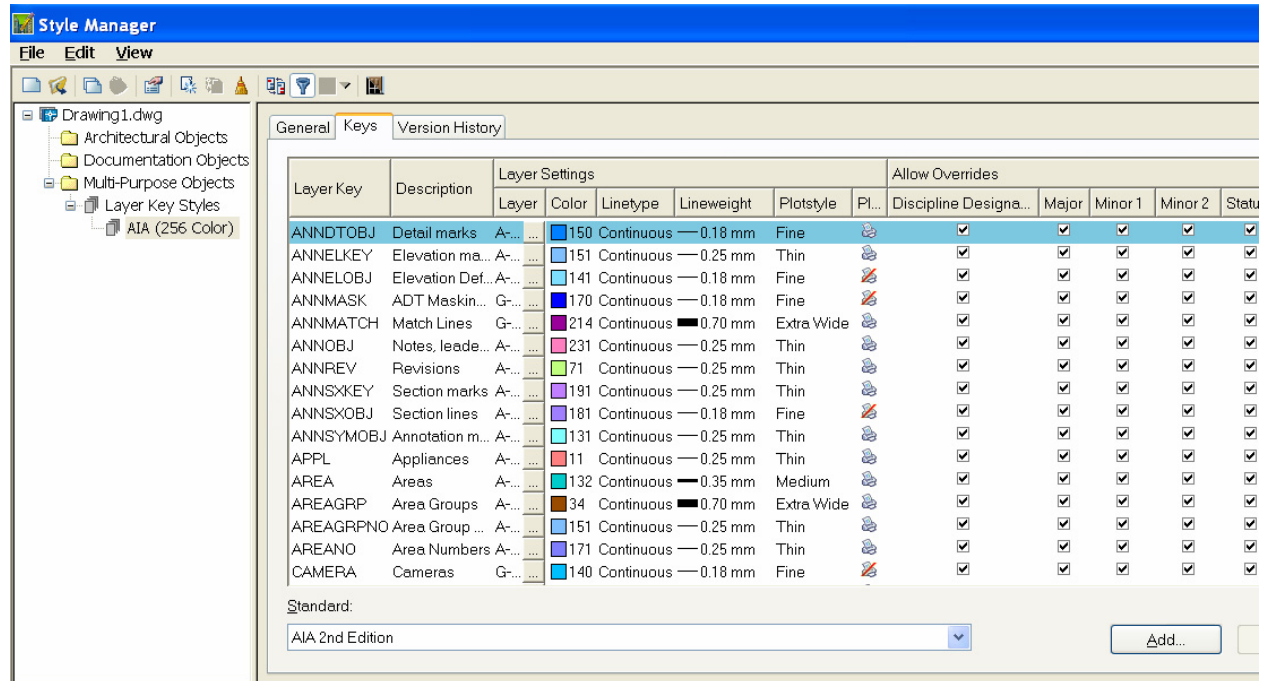 Style Manager
File Edit View
Drawing1.dwg
Architectural Objects
Documentation Objects
Multi-Purpose Objects
Layer Key Styles
AIA (256 Color)
General Keys Version History
Layer Key Description Layer Settings Allow Overrides
Layer Color Linetype Lineweight Plotstyle Pl... Discipline Designa... Major Minor 1 Minor 2 Statu
ANNDTOBJ Detail marks A-... ... 150 Continuous 0.18 mm Fine
ANNELKEY Elevation ma... A-... ... 151 Continuous 0.25 mm Thin
ANNELOBJ Elevation Def... A-... ... 141 Continuous 0.18 mm Fine
ANNMASK ADT Maskin... G-... ... 170 Continuous 0.18 mm Fine
ANNMATCH Match Lines G-... ... 214 Continuous 0.70 mm Extra Wide
ANNOBJ Notes, leade... A-... ... 231 Continuous 0.25 mm Thin
ANNREV Revisions A-... ... 71 Continuous 0.25 mm Thin
ANNSXKEY Section marks A-... ... 191 Continuous 0.25 mm Thin
ANNSXOBJ Section lines A-... ... 181 Continuous 0.18 mm Fine
ANNSYMOBJ Annotation m... A-... ... 131 Continuous 0.25 mm Thin
APPL Appliances A-... ... 11 Continuous 0.25 mm Thin
AREA Areas A-... ... 132 Continuous 0.35 mm Medium
AREAGRP Area Groups A-... ... 34 Continuous 0.70 mm Extra Wide
AREAGRPNO Area Group ... A-... ... 151 Continuous 0.25 mm Thin
AREANO Area Numbers A-... ... 171 Continuous 0.25 mm Thin
CAMERA Cameras G-... ... 140 Continuous 0.18 mm Fine
Standard:
AIA 2nd Edition
Add...